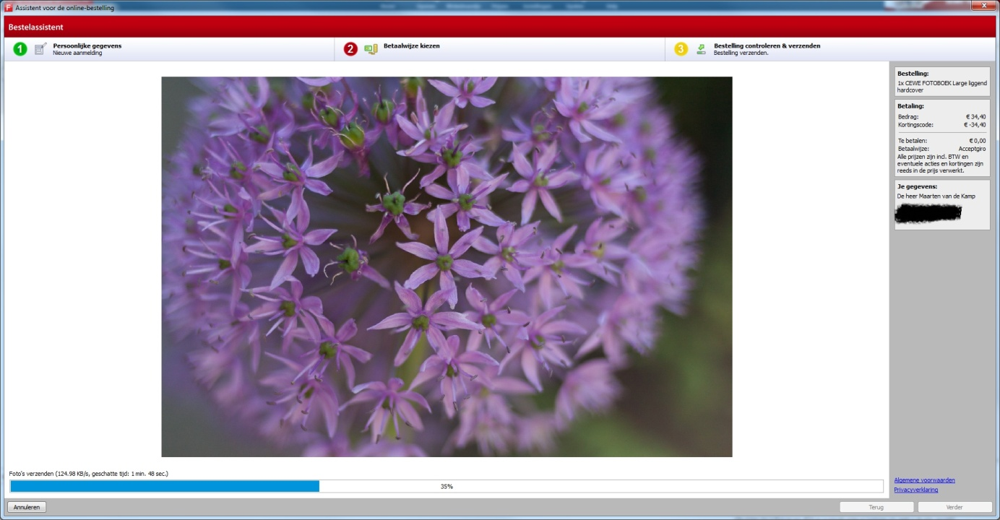 Assistent voor de online-bestelling
Bestelassistent
1 Persoonlijke gegevens
Nieuwe aanmelding
2 Betaalwijze kiezen
3 Bestelling controleren & verzenden
Bestelling verzenden.
Bestelling:
1x CEWE FOTOBOEK Large liggend
hardcover
Betaling:
Bedrag: € 34,40
Kortingscode: € -34,40
Te betalen: € 0,00
Betaalwijze: Acceptgiro
Alle prijzen zijn incl. BTW en
eventuele acties en kortingen zijn
reeds in de prijs verwerkt.
Je gegevens:
De heer Maarten van de Kamp
Foto's verzenden (124.98 KB/s, geschatte tijd: 1 min. 48 sec.)
35%
Algemene voorwaarden
Privacyverklaring
Annuleren
Terug
Verder